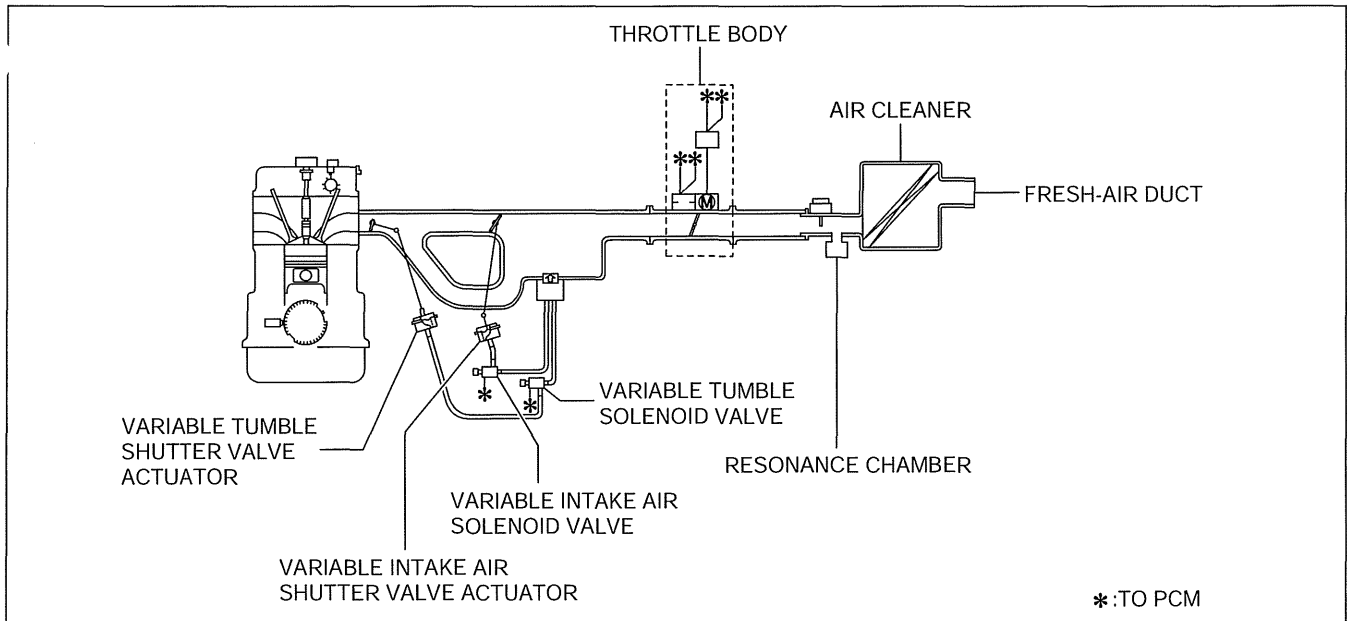 THROTTLE BODY
AIR CLEANER
FRESH-AIR DUCT
M
VARIABLE TUMBLE
SOLENOID VALVE
VARIABLE TUMBLE
SHUTTER VALVE
ACTUATOR
RESONANCE CHAMBER
VARIABLE INTAKE AIR
SOLENOID VALVE
VARIABLE INTAKE AIR
SHUTTER VALVE ACTUATOR
* :TO PCM